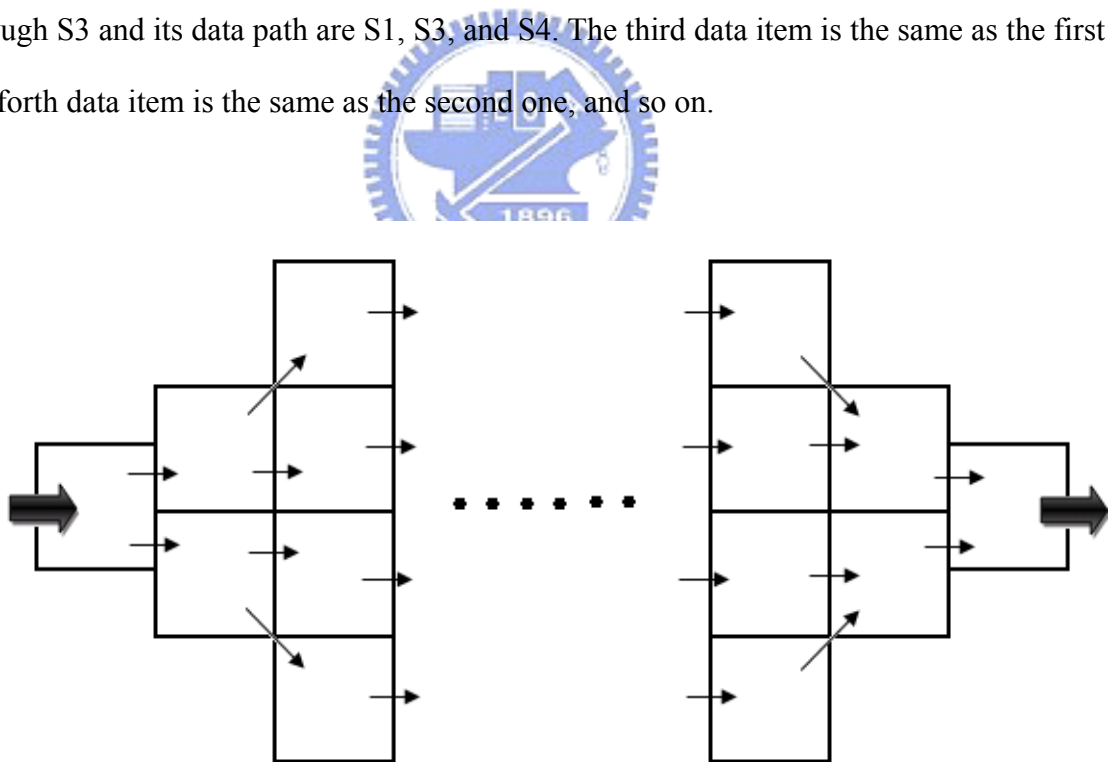 ugh S3 and its data path are S1, S3, and S4. The third data item is the same as the first
forth data item is the same as the second one, and so on.
1896